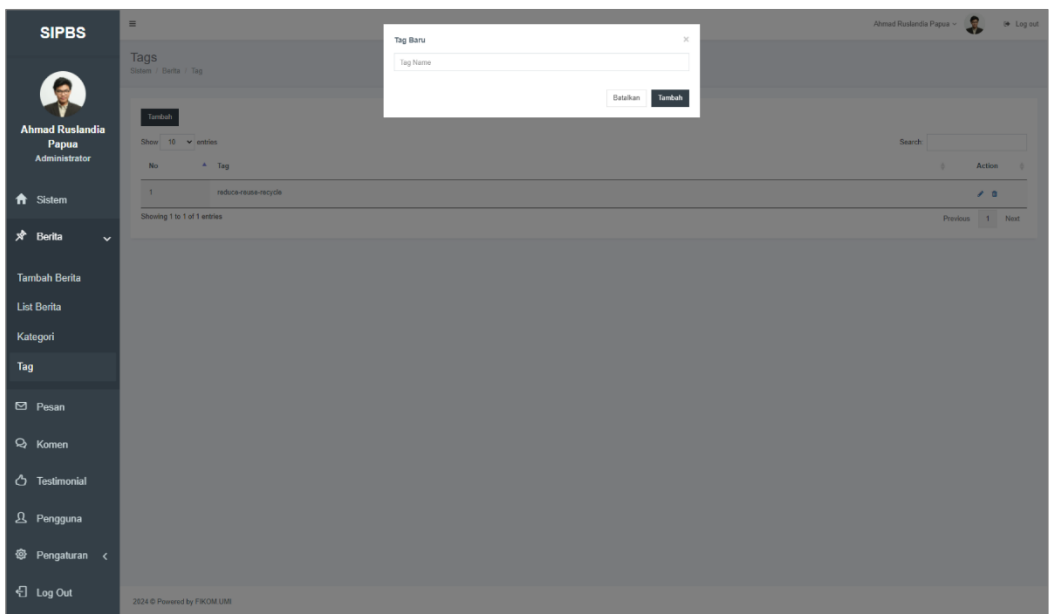 SIPBS
Ahmad Ruslandia
Papua
Administrator
Sistem
Berita
Tambah Berita
List Berita
Kategori
Tag
Pesan
Komen
Testimonial
Pengguna
Pengaturan
Log Out
Ahmad Ruslandia Papua
Log out
Tags
Sistem / Berita / Tag
Tag Baru
×
Tag Name
Batalkan Tambah
Tambah
Show 10 entries
Search:
No Tag Action
1 reduce-reuse-recycle
Showing 1 to 1 of 1 entries
Previous 1 Next
2024 © Powered by FIKOM.UMI